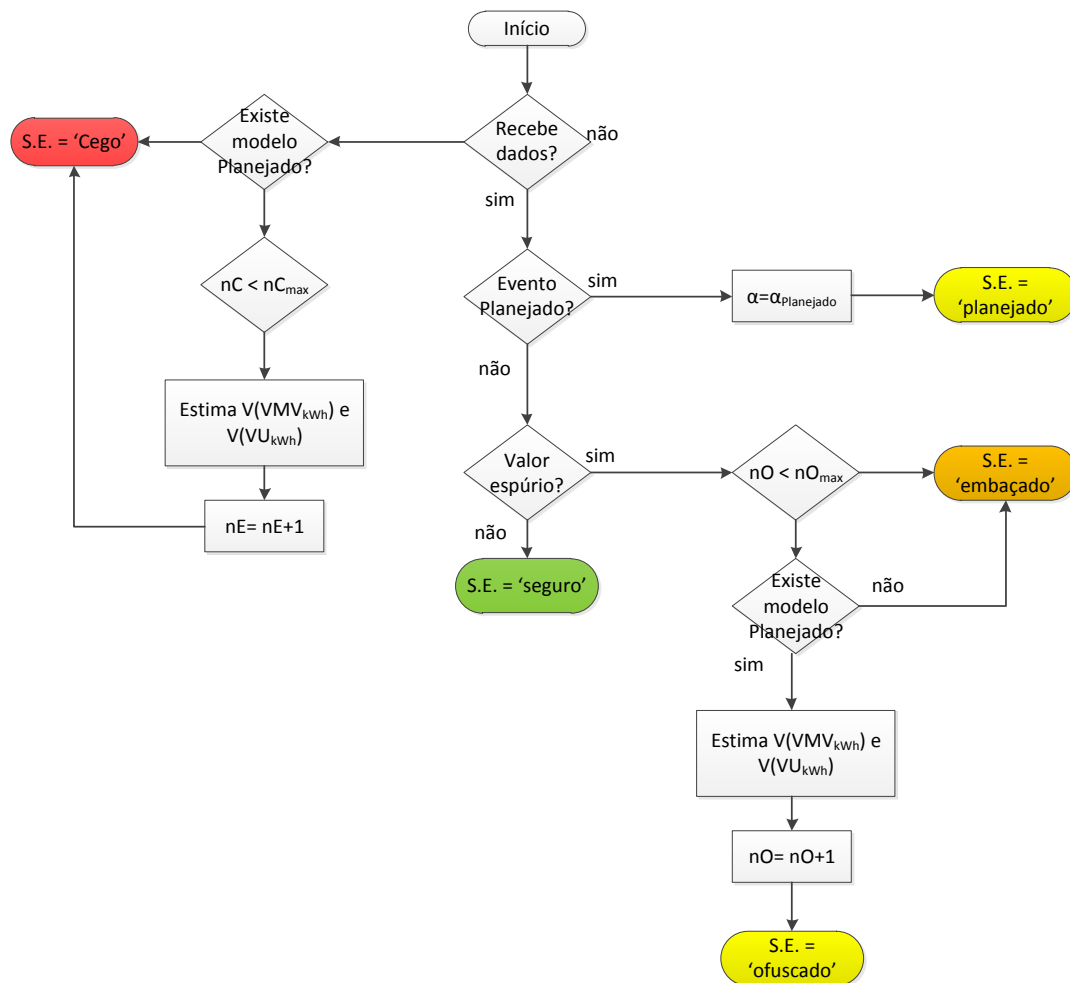 Início
Recebe
dados?
não
sim
Existe
modelo
Planejado?
S.E. = ‘Cego’
nC < nCmax
Estima V(VMVkWh) e
V(VUkWh)
nE= nE+1
Evento
Planejado?
sim
não
α=αPlanejado
S.E. =
‘planejado’
Valor
espúrio?
sim
não
S.E. = ‘seguro’
nO < nOmax
S.E. =
‘embaçado’
Existe
modelo
Planejado?
não
sim
Estima V(VMVkWh) e
V(VUkWh)
nO= nO+1
S.E. =
‘ofuscado’